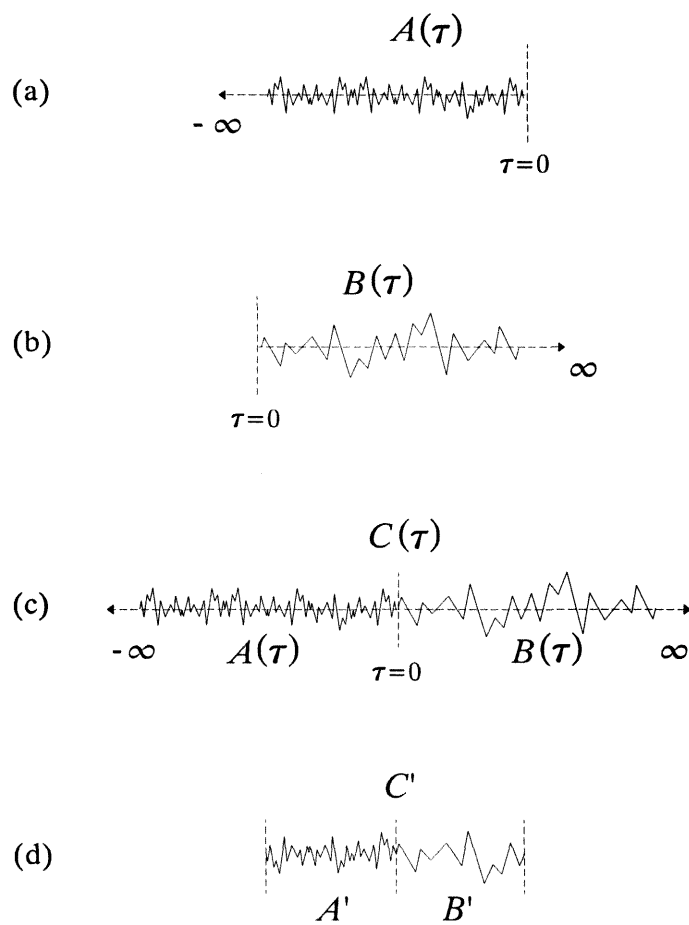 A(τ)
(a)
- ∞
τ=0
B(τ)
(b)
∞
τ=0
C(τ)
(c)
-∞ A(τ) τ=0 B(τ) ∞
C'
(d)
A' B'